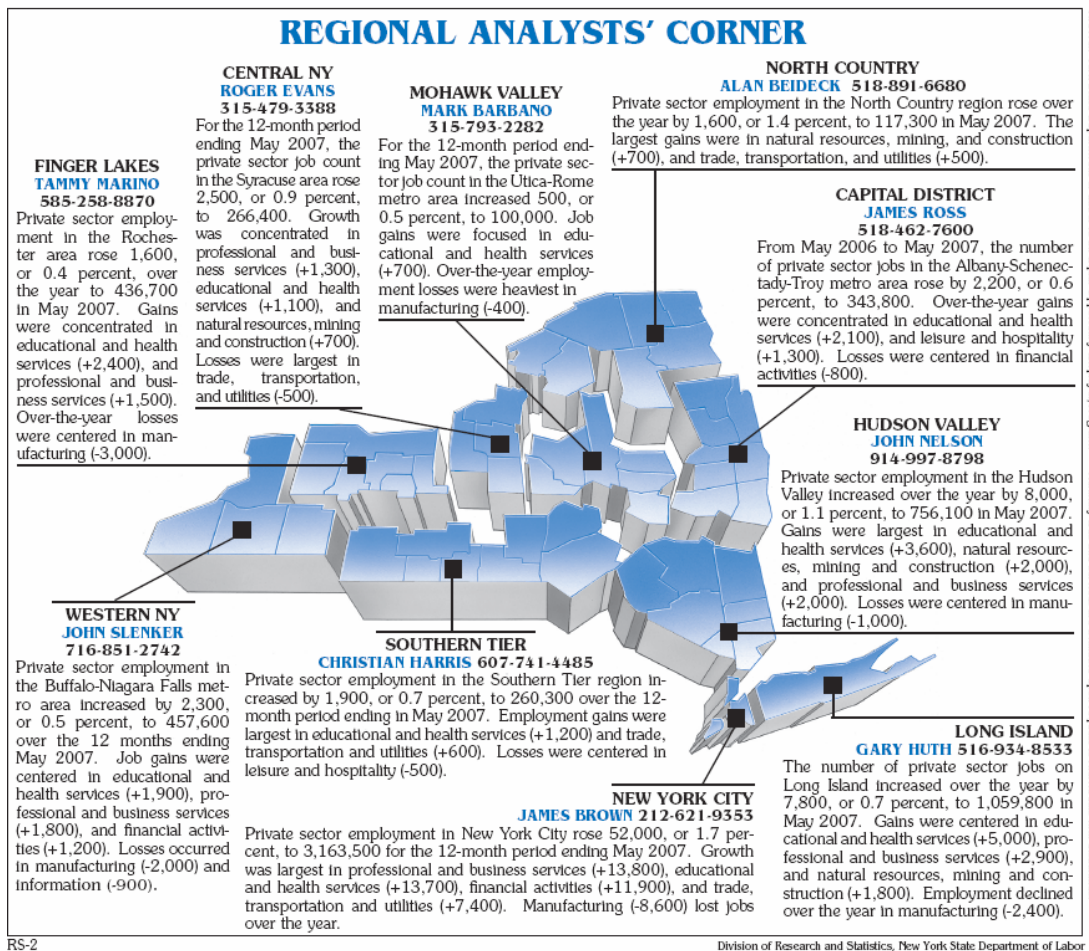 REGIONAL ANALYSTS' CORNER
FINGER LAKES
TAMMY MARINO
585-258-8870
Private sector employ-
ment in the Roches-
ter area rose 1,600,
or 0.4 percent, over
the year to 436,700
in May 2007. Gains
were concentrated in
educational and health
services (+2,400), and
professional and busi-
ness services (+1,500).
Over-the-year losses
were centered in man-
ufacturing (-3,000).
CENTRAL NY
ROGER EVANS
315-479-3388
For the 12-month period
ending May 2007, the
private sector job count
in the Syracuse area rose
2,500, or 0.9 percent,
to 266,400. Growth
was concentrated in
professional and busi-
ness services (+1,300),
educational and health
services (+1,100), and
natural resources, mining
and construction (+700).
Losses were largest in
trade, transportation,
and utilities (-500).
MOHAWK VALLEY
MARK BARBANO
315-793-2282
For the 12-month period end-
ing May 2007, the private sec-
tor job count in the Utica-Rome
metro area increased 500, or
0.5 percent, to 100,000. Job
gains were focused in edu-
cational and health services
(+700). Over-the-year employ-
ment losses were heaviest in
manufacturing (-400).
NORTH COUNTRY
ALAN BEIDECK 518-891-6680
Private sector employment in the North Country region rose over
the year by 1,600, or 1.4 percent, to 117,300 in May 2007. The
largest gains were in natural resources, mining, and construction
(+700), and trade, transportation, and utilities (+500).
CAPITAL DISTRICT
JAMES ROSS
518-462-7600
From May 2006 to May 2007, the number
of private sector jobs in the Albany-Schenec-
tady-Troy metro area rose by 2,200, or 0.6
percent, to 343,800. Over-the-year gains
were concentrated in educational and health
services (+2,100), and leisure and hospitality
(+1,300). Losses were centered in financial
activities (-800).
HUDSON VALLEY
JOHN NELSON
914-997-8798
Private sector employment in the Hudson
Valley increased over the year by 8,000,
or 1.1 percent, to 756,100 in May 2007.
Gains were largest in educational and
health services (+3,600), natural resourc-
es, mining and construction (+2,000),
and professional and business services
(+2,000). Losses were centered in manu-
facturing (-1,000).
WESTERN NY
JOHN SLENKER
716-851-2742
Private sector employment in
the Buffalo-Niagara Falls met-
ro area increased by 2,300,
or 0.5 percent, to 457,600
over the 12 months ending
May 2007. Job gains were
centered in educational and
health services (+1,900), pro-
fessional and business services
(+1,800), and financial activi-
ties (+1,200). Losses occurred
in manufacturing (-2,000) and
information (-900).
SOUTHERN TIER
CHRISTIAN HARRIS 607-741-4485
Private sector employment in the Southern Tier region in-
creased by 1,900, or 0.7 percent, to 260,300 over the 12-
month period ending in May 2007. Employment gains were
largest in educational and health services (+1,200) and trade,
transportation and utilities (+600). Losses were centered in
leisure and hospitality (-500).
NEW YORK CITY
JAMES BROWN 212-621-9353
Private sector employment in New York City rose 52,000, or 1.7 per-
cent, to 3,163,500 for the 12-month period ending May 2007. Growth
was largest in professional and business services (+13,800), educational
and health services (+13,700), financial activities (+11,900), and trade,
transportation and utilities (+7,400). Manufacturing (-8,600) lost jobs
over the year.
LONG ISLAND
GARY HUTH 516-934-8533
The number of private sector jobs on
Long Island increased over the year by
7,800, or 0.7 percent, to 1,059,800 in
May 2007. Gains were centered in edu-
cational and health services (+5,000), pro-
fessional and business services (+2,900),
and natural resources, mining and con-
struction (+1,800). Employment declined
over the year in manufacturing (-2,400).
RS-2
Division of Research and Statistics, New York State Department of Labor